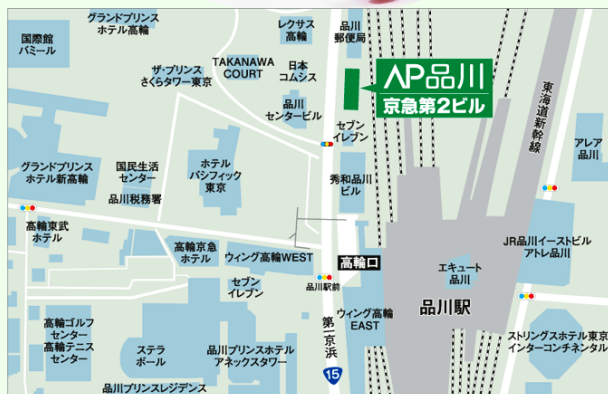 グランドプリンス
ホテル高輪
レクサス
高輪
品川
郵便局
国際館
パミール
TAKANAWA
COURT
日本
コムシス
ザ・プリンス
さくらタワー東京
AP品川
京急第2ビル
品川
センタービル
セブン
イレブン
東海道新幹線
アレア
品川
グランドプリンス
ホテル新高輪
国民生活
センター
品川税務署
ホテル
パシフィック
東京
秀和品川
ビル
高輪東武
ホテル
高輪京急
ホテル
ウィング高輪WEST
高輪口
JR品川イーストビル
アトレ品川
エキュート
品川
セブン
イレブン
品川駅前
品川駅
第一京浜
ウィング高輪
EAST
高輪ゴルフ
センター
高輪テニス
センター
ステラ
ボール
品川プリンスホテル
アネックスタワー
ストリングスホテル東京
インターコンチネンタル
15
品川プリンスレジデンス